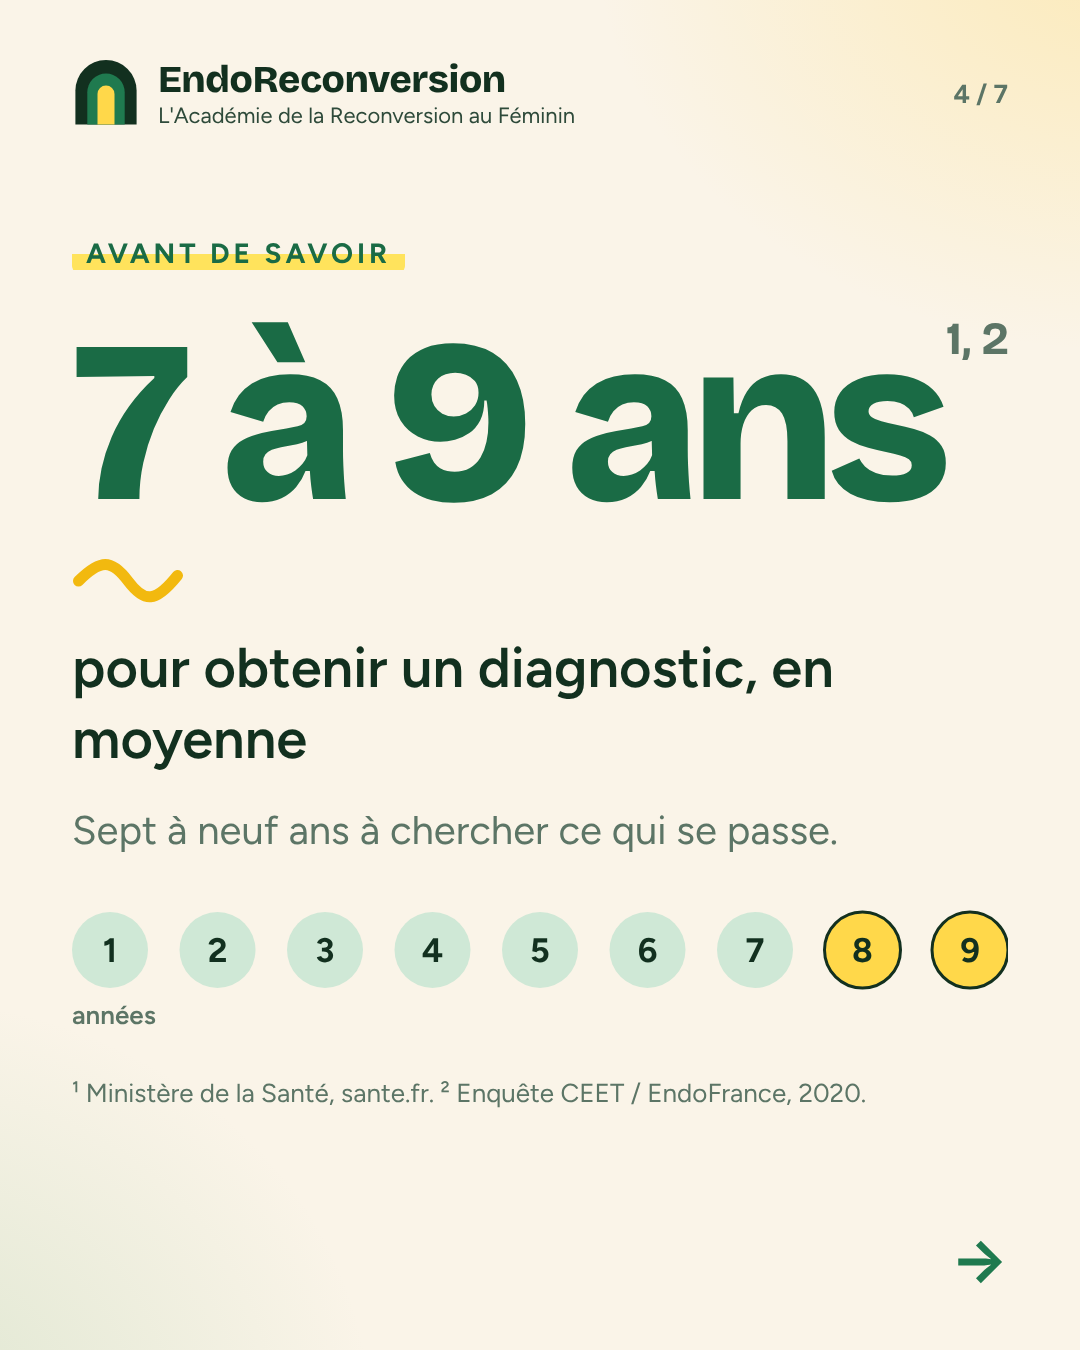 EndoReconversion
L'Académie de la Reconversion au Féminin
4 / 7
AVANT DE SAVOIR
7 à 9 ans 1, 2
pour obtenir un diagnostic, en
moyenne
Sept à neuf ans à chercher ce qui se passe.
1 2 3 4 5 6 7 8 9
années
¹ Ministère de la Santé, sante.fr. ² Enquête CEET / EndoFrance, 2020.